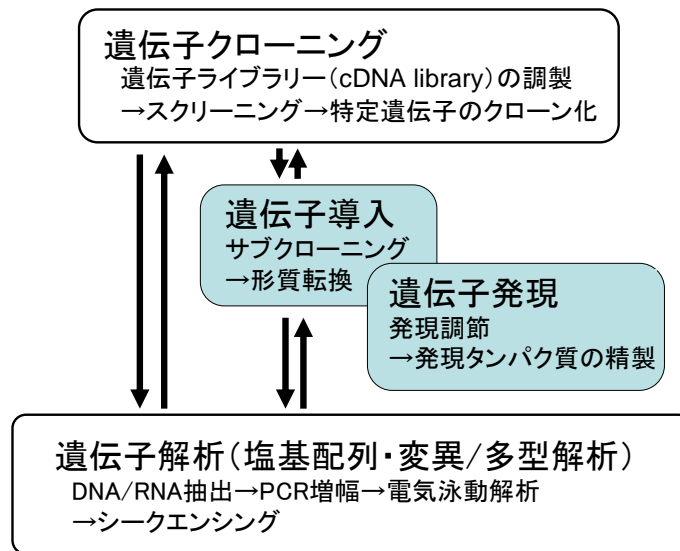 遺伝子クローニング
遺伝子ライブラリー(cDNA library)の調製
→スクリーニング→特定遺伝子のクローン化
遺伝子導入
サブクローニング
→形質転換
遺伝子発現
発現調節
→発現タンパク質の精製
遺伝子解析(塩基配列・変異/多型解析)
DNA/RNA抽出→PCR増幅→電気泳動解析
→シークエンシング